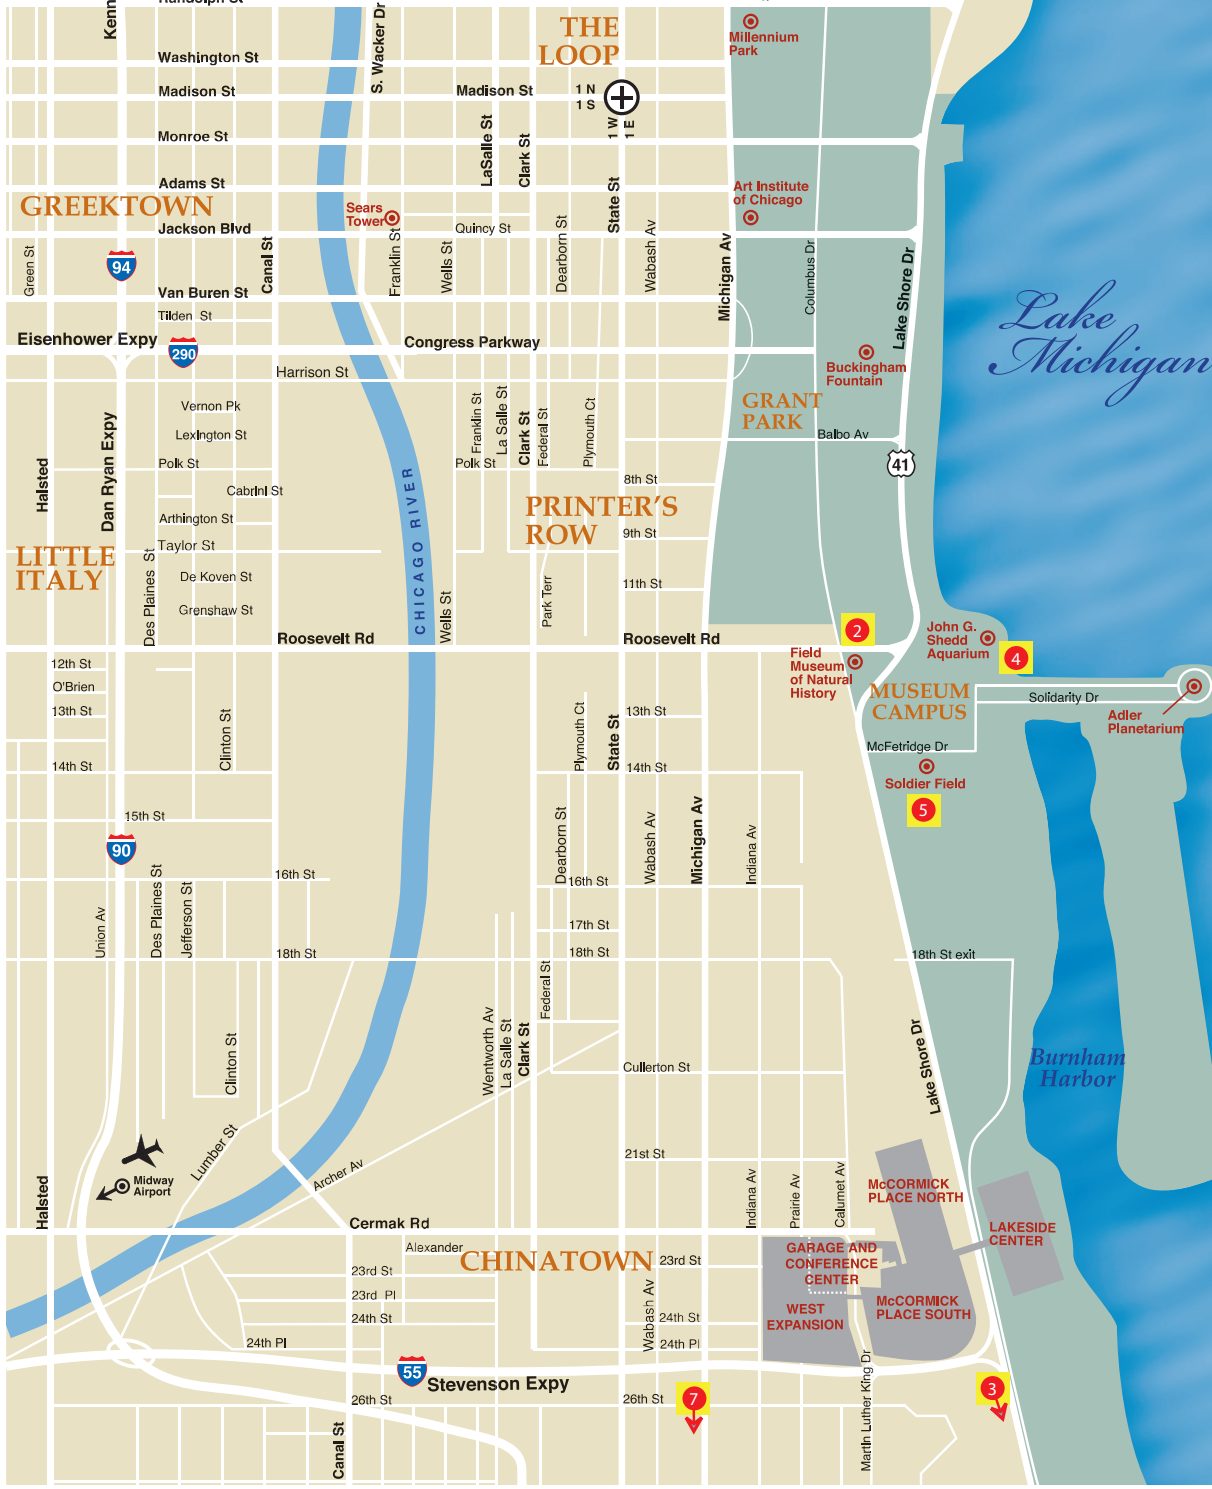 Randolph St
Kenn
S. Wacker Dr
THE
LOOP
Millennium
Park
Washington St
Madison St
Madison St
1 N
1 S
1 W
1 E
Monroe St
LaSalle St
Clark St
Adams St
State St
Art Institute
of Chicago
GREEKTOWN
Sears
Tower
Jackson Blvd
Quincy St
Green St
94
Canal St
Franklin St
Wells St
Dearborn St
Wabash Av
Michigan Av
Columbus Dr
Lake Shore Dr
Van Buren St
Tilden St
Lake
Michigan
Eisenhower Expy
290
Congress Parkway
Harrison St
Buckingham
Fountain
Vernon Pk
Lexington St
Polk St
Cabrini St
Arthington St
Taylor St
De Koven St
Grenshaw St
Halsted
Dan Ryan Expy
Des Plaines St
LITTLE
ITALY
CHICAGO RIVER
Franklin St
La Salle St
Clark St
Federal St
Plymouth Ct
Polk St
GRANT
PARK
Balbo Av
41
8th St
PRINTER'S
ROW
9th St
11th St
Park Terr
Wells St
Roosevelt Rd
Roosevelt Rd
2
Field
Museum
of Natural
History
John G.
Shedd
Aquarium
4
MUSEUM
CAMPUS
Solidarity Dr
Adler
Planetarium
McFetridge Dr
Soldier Field
5
12th St
O'Brien
13th St
14th St
Clinton St
15th St
90
Plymouth Ct
State St
13th St
14th St
Dearborn St
Wabash Av
Michigan Av
Indiana Av
16th St
16th St
Union Av
Des Plaines St
Jefferson St
17th St
18th St
18th St
18th St exit
Federal St
Wentworth Av
La Salle St
Clark St
Clinton St
Cullerton St
Lake Shore Dr
Burnham
Harbor
Lumber St
Midway
Airport
Archer Av
21st St
Halsted
Indiana Av
Prairie Av
Calumet Av
McCORMICK
PLACE NORTH
LAKESIDE
CENTER
Cermak Rd
Alexander
CHINATOWN
23rd St
23rd St
23rd Pl
24th St
24th Pl
Wabash Av
24th St
24th Pl
GARAGE AND
CONFERENCE
CENTER
WEST
EXPANSION
McCORMICK
PLACE SOUTH
55
Stevenson Expy
26th St
26th St
7
3
Canal St
Martin Luther King Dr